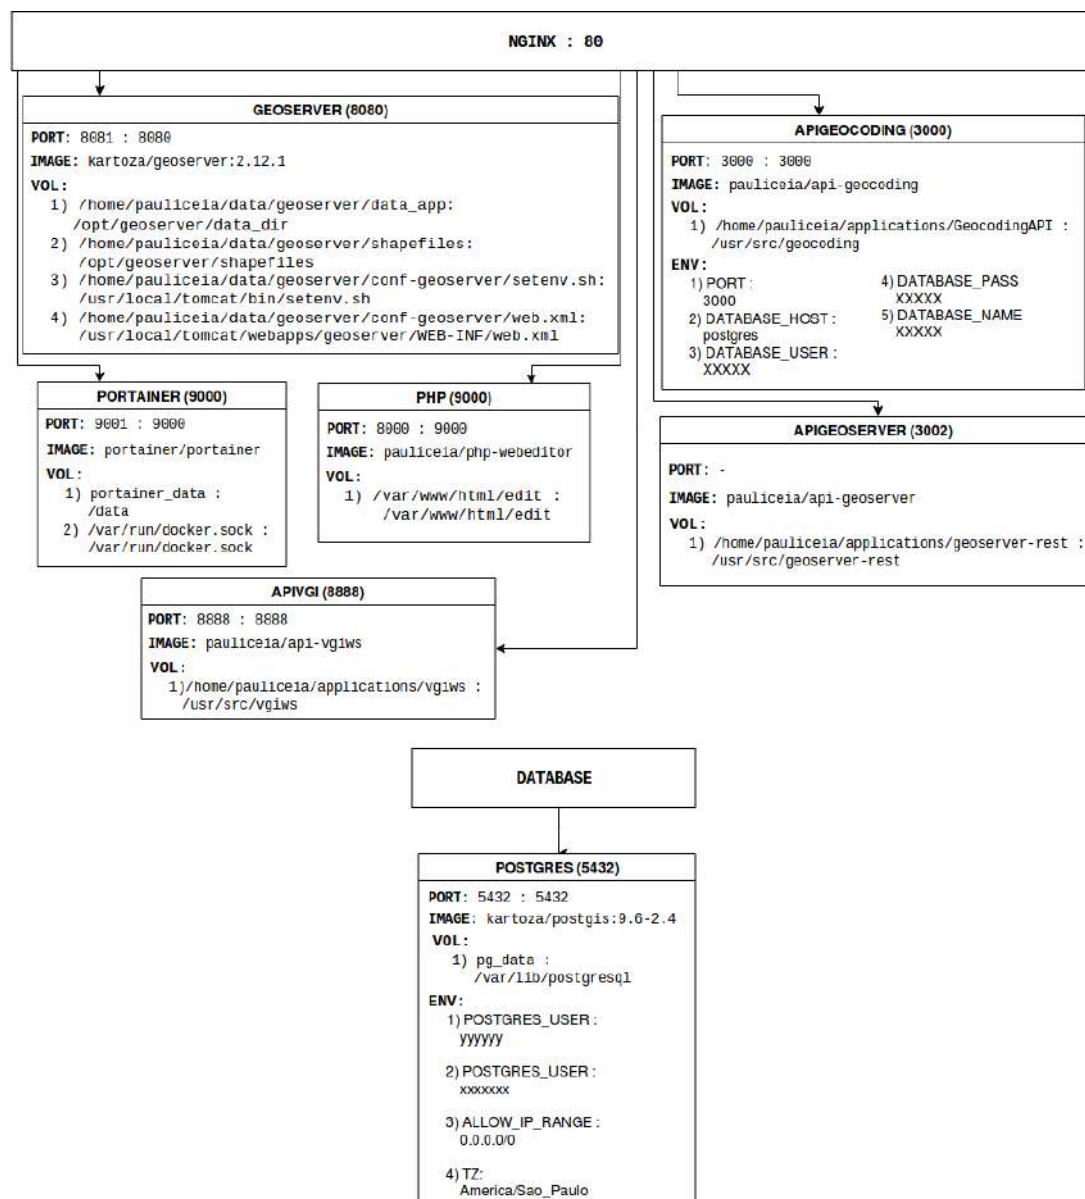 NGINX : 80
GEOSERVER (8080)
PORT: 8081 : 8080
IMAGE: kartoza/geoserver:2.12.1
VOL:
1) /home/pauliceia/data/geoserver/data_app:
/opt/geoserver/data_dir
2) /home/pauliceia/data/geoserver/shapefiles:
/opt/geoserver/shapefiles
3) /home/pauliceia/data/geoserver/conf-geoserver/setenv.sh:
/usr/local/tomcat/bin/setenv.sh
4) /home/pauliceia/data/geoserver/conf-geoserver/web.xml:
/usr/local/tomcat/webapps/geoserver/WEB-INF/web.xml
APIGEOCODING (3000)
PORT: 3000 : 3000
IMAGE: pauliceia/api-geocoding
VOL:
1) /home/pauliceia/applications/GeocodingAPI :
/usr/src/geocoding
ENV:
1) PORT :
3000
2) DATABASE_HOST :
postgres
3) DATABASE_USER :
XXXXX
4) DATABASE_PASS
XXXXX
5) DATABASE_NAME
XXXXX
PORTAINER (9000)
PORT: 9001 : 9000
IMAGE: portainer/portainer
VOL:
1) portainer_data :
/data
2) /var/run/docker.sock :
/var/run/docker.sock
PHP (9000)
PORT: 8000 : 9000
IMAGE: pauliceia/php-webeditor
VOL:
1) /var/www/html/edit :
/var/www/html/edit
APIGEOSERVER (3002)
PORT: -
IMAGE: pauliceia/api-geoserver
VOL:
1) /home/pauliceia/applications/geoserver-rest :
/usr/src/geoserver-rest
APIVGI (8888)
PORT: 8888 : 8888
IMAGE: pauliceia/api-vgiws
VOL:
1)/home/pauliceia/applications/vgiws :
/usr/src/vgiws
DATABASE
POSTGRES (5432)
PORT: 5432 : 5432
IMAGE: kartoza/postgis:9.6-2.4
VOL:
1) pg_data :
/var/lib/postgresql
ENV:
1) POSTGRES_USER :
yyyyyy
2) POSTGRES_USER :
xxxxxxx
3) ALLOW_IP_RANGE :
0.0.0.0/0
4) TZ:
America/Sao_Paulo